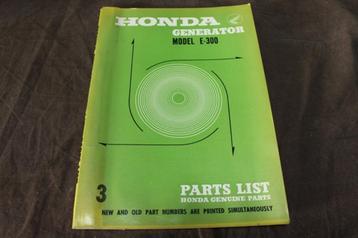 HONDA
GENERATOR
MODEL E-300
PARTS LIST
HONDA GENUINE PARTS
3
NEW AND OLD PART NUMBERS ARE PRINTED SIMULTANEOUSLY